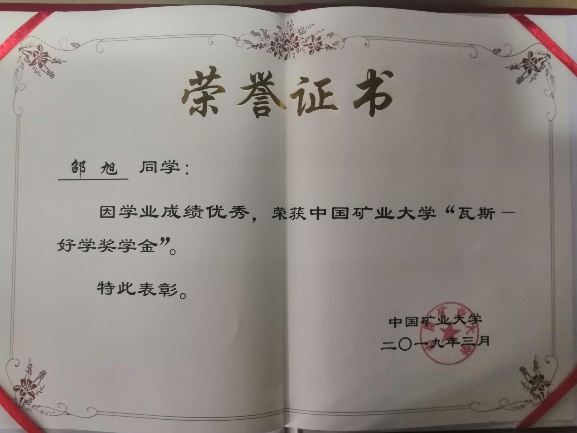 荣誉证书
邵旭 同学：
因学业成绩优秀，荣获中国矿业大学“瓦斯－
好学奖学金”。
特此表彰。
中国矿业大学
二〇一九年三月